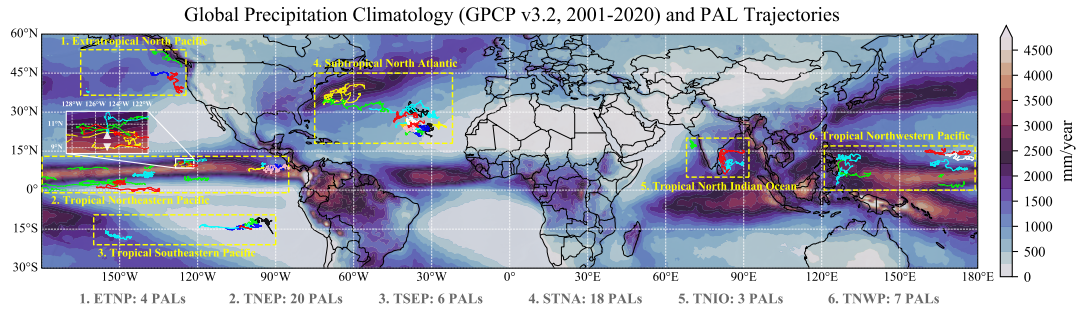 Global Precipitation Climatology (GPCP v3.2, 2001-2020) and PAL Trajectories
60°N
45°N
30°N
15°N
0°
15°S
30°S
1. Extratropical North Pacific
4. Subtropical North Atlantic
128°W 126°W 124°W 122°W
11°N
9°N
6. Tropical Northwestern Pacific
5. Tropical North Indian Ocean
2. Tropical Northeastern Pacific
3. Tropical Southeastern Pacific
150°W 120°W 90°W 60°W 30°W 0° 30°E 60°E 90°E 120°E 150°E 180°E
4500
4000
3500
3000
2500
2000
1500
1000
500
0
mm/year
1. ETNP: 4 PALs 2. TNEP: 20 PALs 3. TSEP: 6 PALs 4. STNA: 18 PALs 5. TNIO: 3 PALs 6. TNWP: 7 PALs